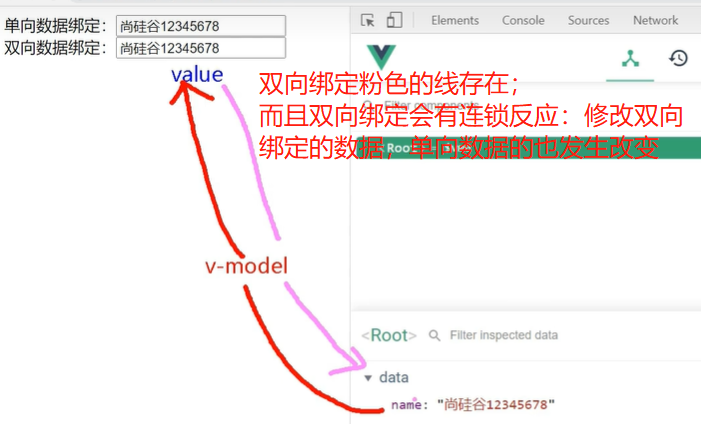 单向数据绑定： 尚硅谷12345678
双向数据绑定： 尚硅谷12345678
Elements Console Sources Network
value
双向绑定粉色的线存在；
而且双向绑定会有连锁反应：修改双向
绑定的数据，单向数据的也发生改变
Filter components
<Root>
v-model
<Root> Filter inspected data
data
name: "尚硅谷12345678"